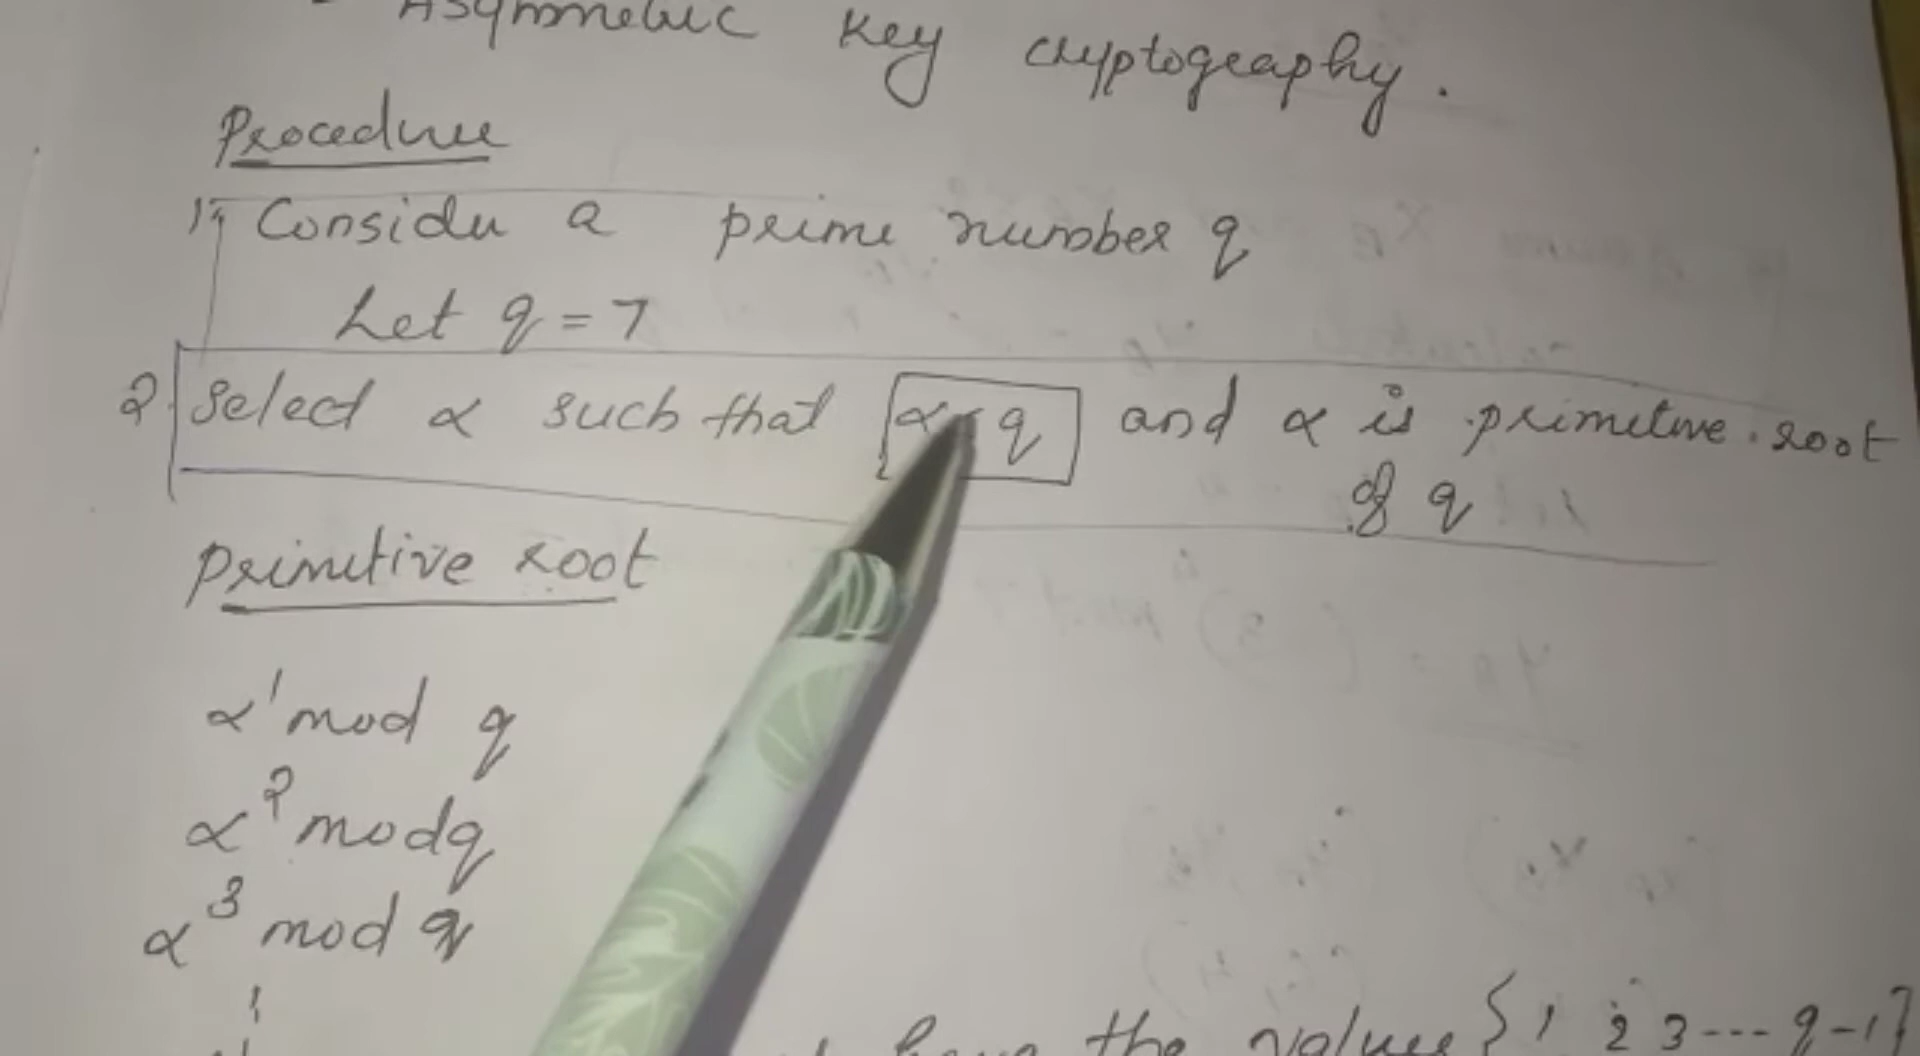 Asymmetric key cryptography.
Procedure
1) Consider a prime number q
Let q = 7
2. Select α such that α < q and α is primitive root
of q
primitive root
α¹ mod q
α² mod q
α³ mod q
have the values {1 2 3 --- q-1}